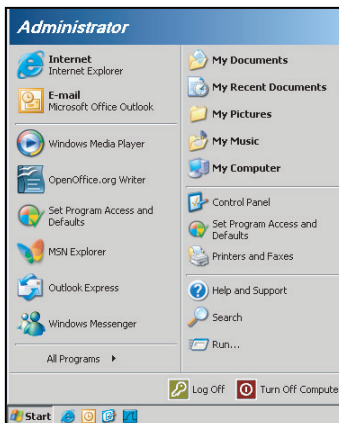 Administrator
Internet
Internet Explorer
E-mail
Microsoft Office Outlook
Windows Media Player
OpenOffice.org Writer
Set Program Access and
Defaults
MSN Explorer
Outlook Express
Windows Messenger
All Programs
My Documents
My Recent Documents
My Pictures
My Music
My Computer
Control Panel
Set Program Access and
Defaults
Printers and Faxes
Help and Support
Search
Run...
Log Off
Turn Off Compute
Start